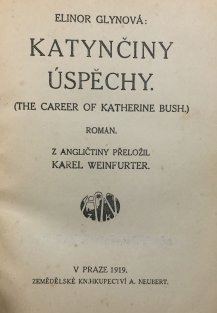 ELINOR GLYNOVÁ:
KATYNČINY
ÚSPĚCHY.
(THE CAREER OF KATHERINE BUSH.)
ROMÁN.
Z ANGLIČTINY PŘELOŽIL
KAREL WEINFURTER.
V PRAZE 1919.
ZEMĚDĚLSKÉ KNIHKUPECTVÍ A. NEUBERT.